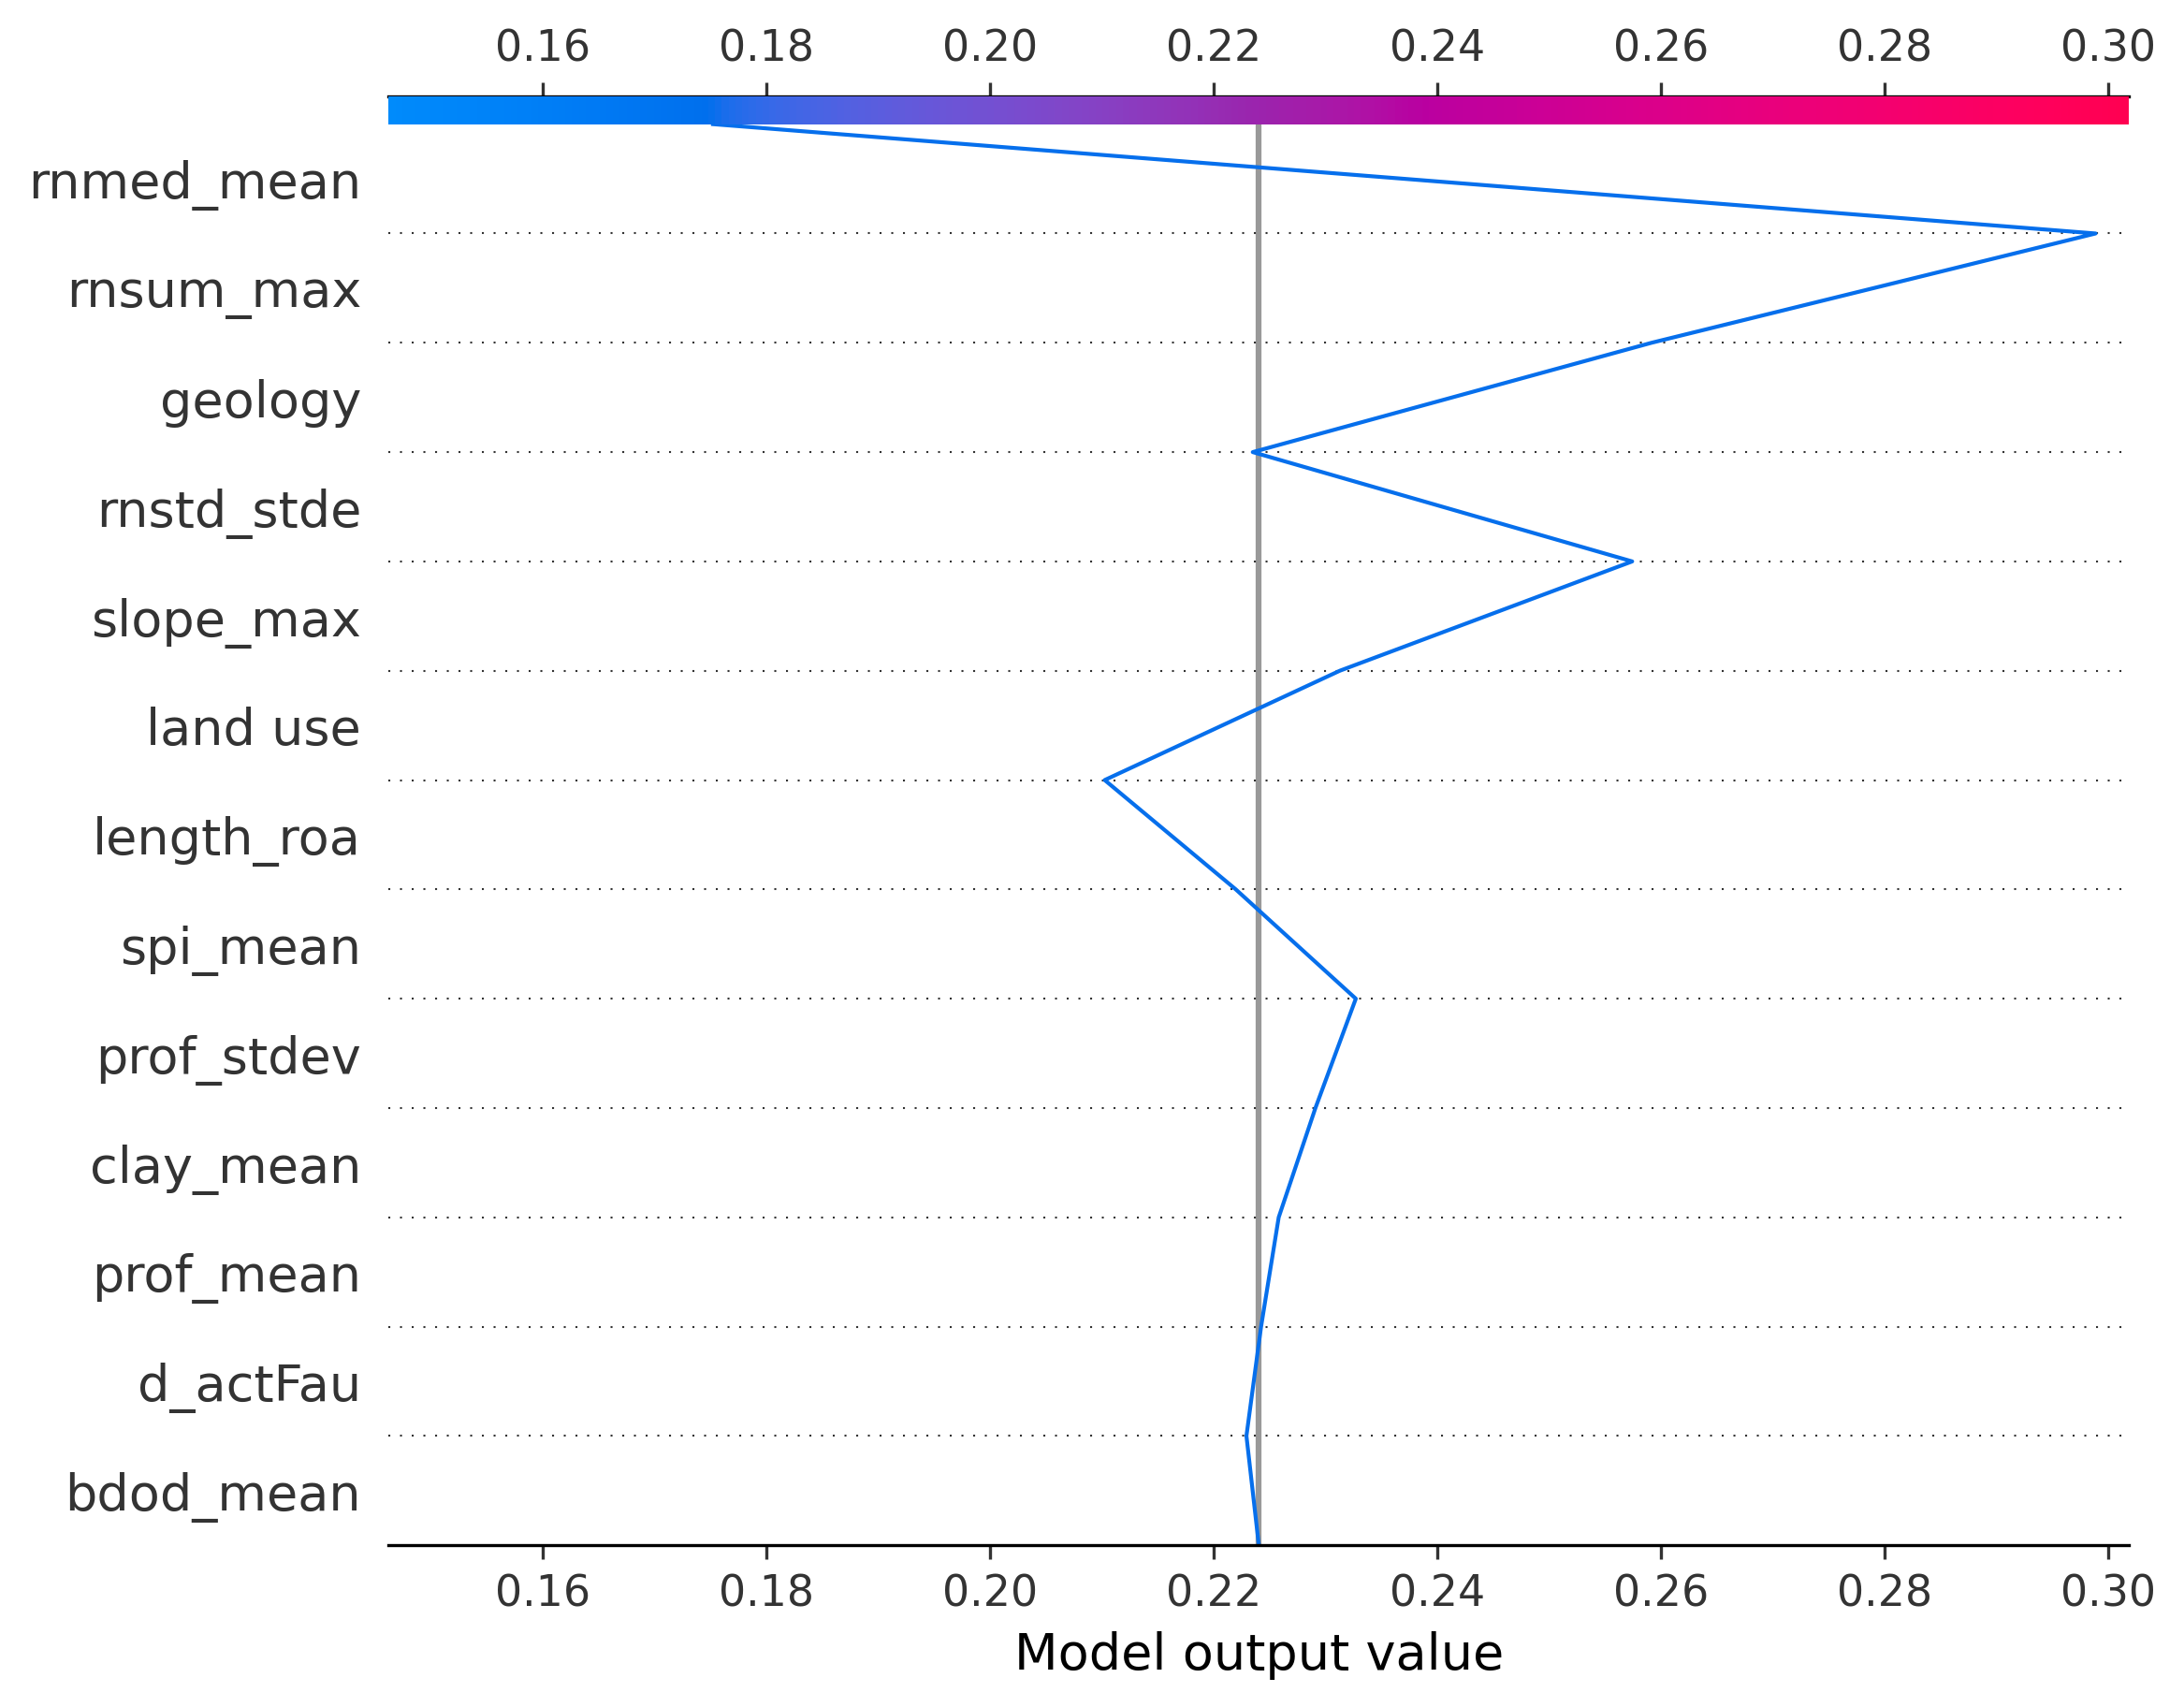 0.16 0.18 0.20 0.22 0.24 0.26 0.28 0.30
rnmed_mean
rnsum_max
geology
rnstd_stde
slope_max
land use
length_roa
spi_mean
prof_stdev
clay_mean
prof_mean
d_actFau
bdod_mean
0.16 0.18 0.20 0.22 0.24 0.26 0.28 0.30
Model output value